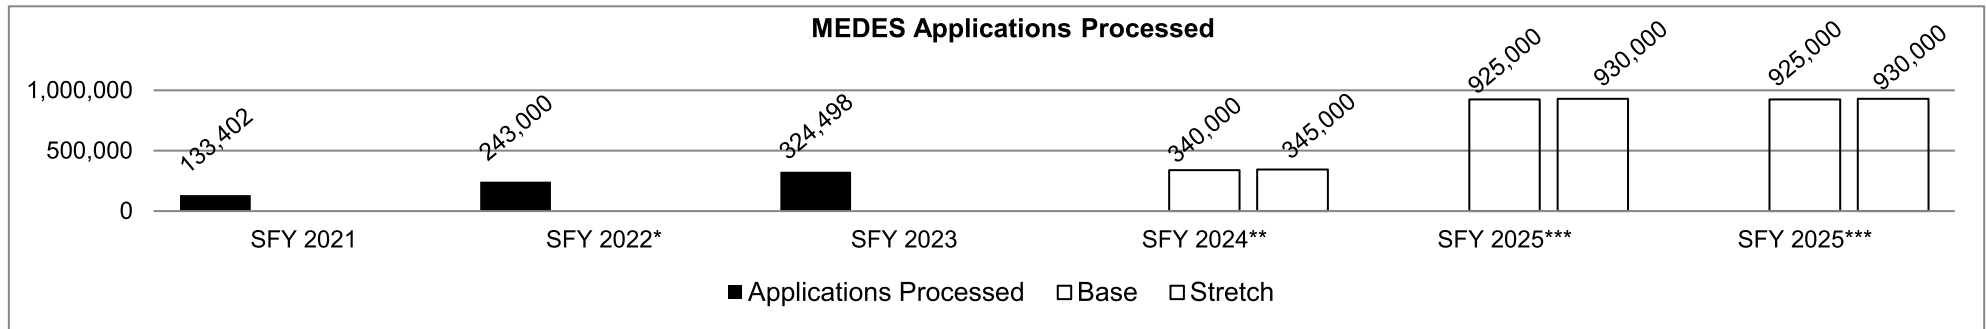 MEDES Applications Processed
1,000,000
500,000
0
133,402
243,000
324,498
340,000
345,000
925,000
930,000
925,000
930,000
SFY 2021
SFY 2022*
SFY 2023
SFY 2024**
SFY 2025***
SFY 2025***
Applications Processed
Base
Stretch